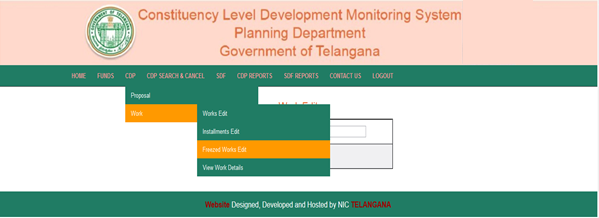 Constituency Level Development Monitoring System
Planning Department
Government of Telangana
HOME FUNDS CDP CDP SEARCH & CANCEL SDF CDP REPORTS SDF REPORTS CONTACT US LOGOUT
Proposal
Work
Works Edit
Installments Edit
Freezed Works Edit
View Work Details
Website Designed, Developed and Hosted by NIC TELANGANA